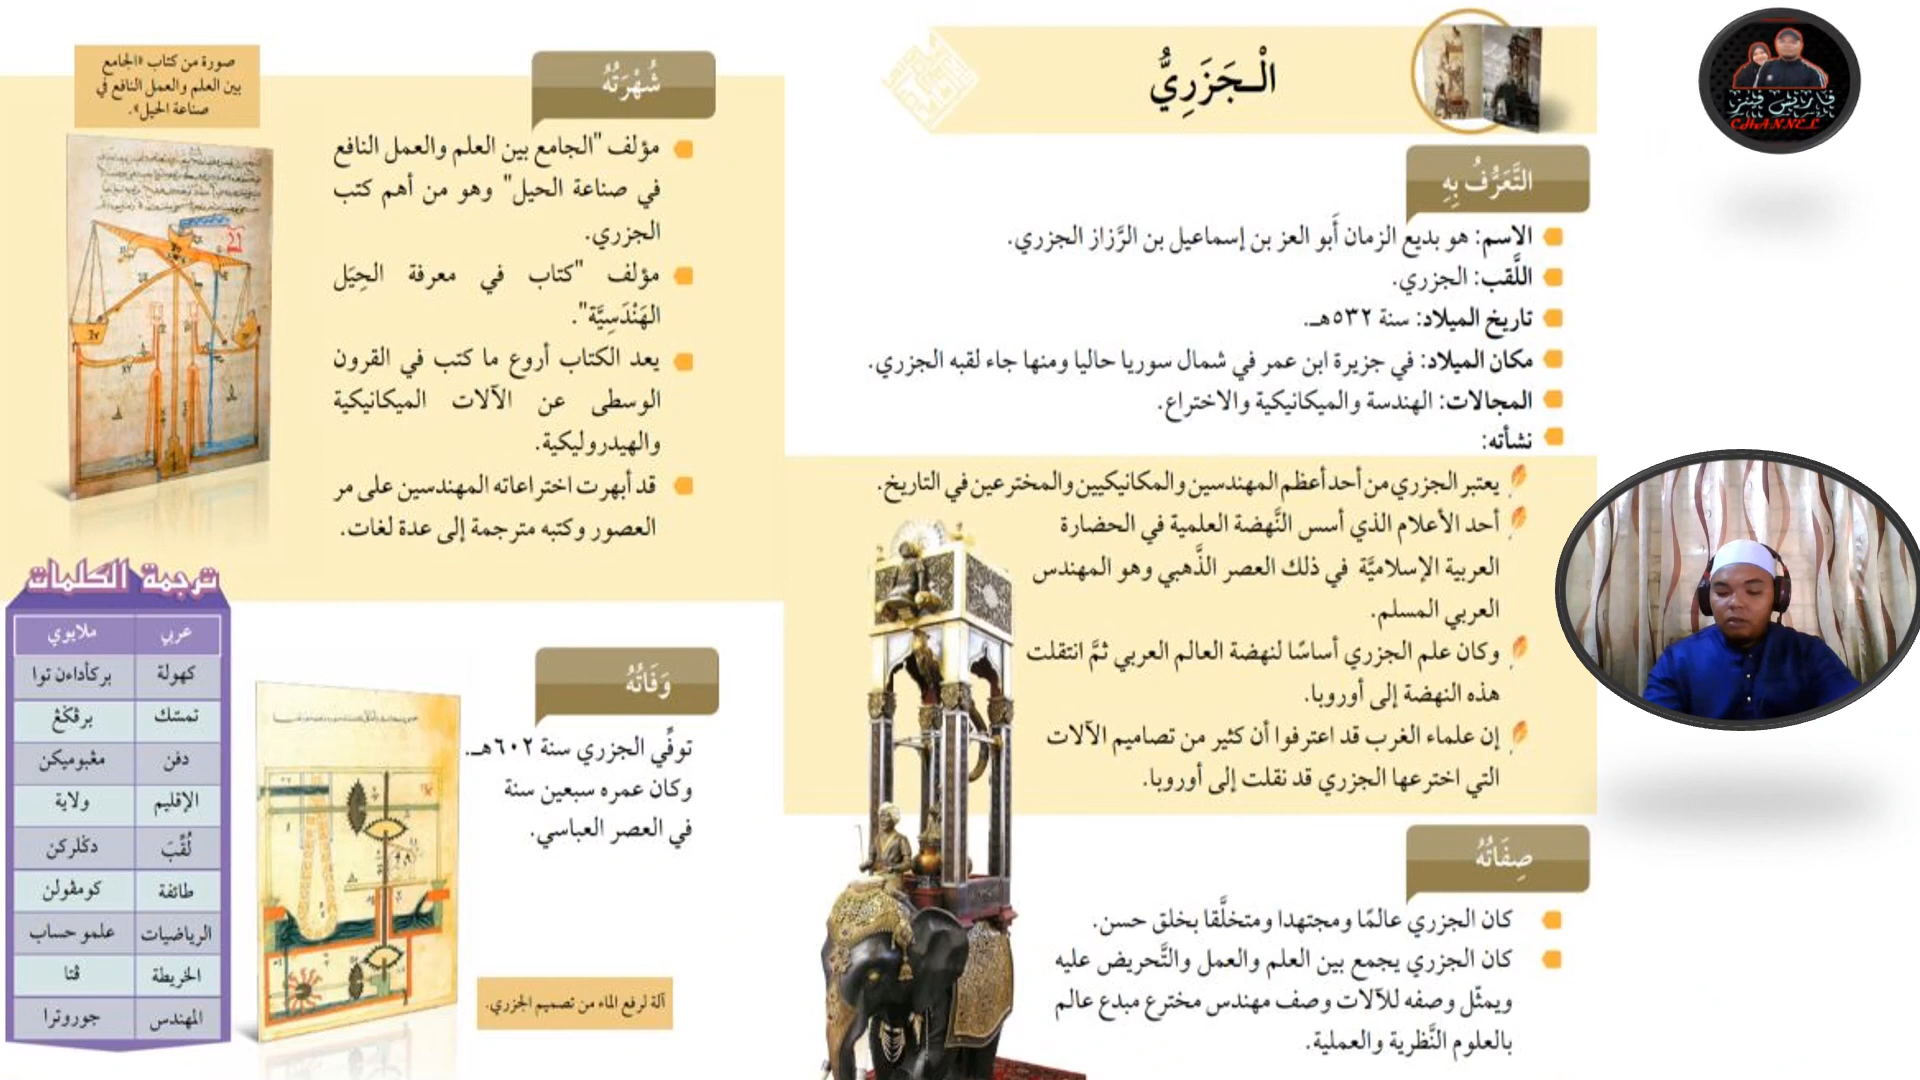 الْـجَزَرِيُّ
التَّعَرُّفُ بِهِ
الاسم: هو بديع الزمان أَبو العز بن إسماعيل بن الرَّزاز الجزري.
اللَّقب: الجزري.
تاريخ الميلاد: سنة ٥٣٢هـ.
مكان الميلاد: في جزيرة ابن عمر في شمال سوريا حاليا ومنها جاء لقبه الجزري.
المجالات: الهندسة والميكانيكية والاختراع.
نشأته:
يعتبر الجزري من أحد أعظم المهندسين والمكانيكيين والمخترعين في التاريخ.
أحد الأعلام الذي أسس النَّهضة العلمية في الحضارة
العربية الإسلاميَّة في ذلك العصر الذَّهبي وهو المهندس
العربي المسلم.
وكان علم الجزري أساسًا لنهضة العالم العربي ثمَّ انتقلت
هذه النهضة إلى أوروبا.
إن علماء الغرب قد اعترفوا أن كثير من تصاميم الآلات
التي اخترعها الجزري قد نقلت إلى أوروبا.
صِفَاتُهُ
كان الجزري عالمًا ومجتهدا ومتخلَّقا بخلق حسن.
كان الجزري يجمع بين العلم والعمل والتَّحريض عليه
ويمثّل وصفه للآلات وصف مهندس مخترع مبدع عالم
بالعلوم النَّظرية والعملية.
شُهْرَتُهُ
مؤلف "الجامع بين العلم والعمل النافع
في صناعة الحيل" وهو من أهم كتب
الجزري.
مؤلف "كتاب في معرفة الحِيَل
الهَنْدَسِيَّة".
يعد الكتاب أروع ما كتب في القرون
الوسطى عن الآلات الميكانيكية
والهيدروليكية.
قد أبهرت اختراعاته المهندسين على مر
العصور وكتبه مترجمة إلى عدة لغات.
صورة من كتاب «الجامع
بين العلم والعمل النافع في
صناعة الحيل».
وَفَاتُهُ
توفِّي الجزري سنة ٦٠٢هـ.
وكان عمره سبعين سنة
في العصر العباسي.
آلة لرفع الماء من تصميم الجزري.
ترجمة الكلمات
عربي ملايوي
كهولة بركأداءن توا
تمسّك برڤݢڠ
دفن مڠبوميكن
الإقليم ولاية
لُقِّبَ دݢلركن
طائفة كومڤولن
الرياضيات علمو حساب
الخريطة ڤتا
المهندس جوروترا
CHANNEL